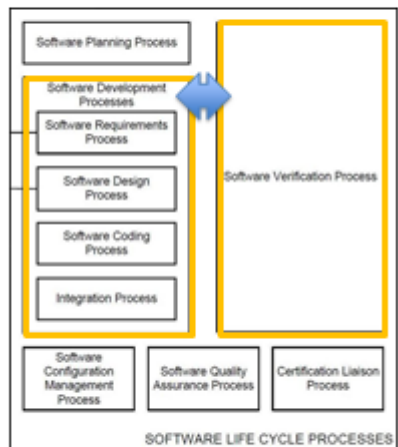 Software Planning Process
Software Development
Processes
Software Requirements
Process
Software Design
Process
Software Coding
Process
Integration Process
Software Verification Process
Software
Configuration
Management
Process
Software Quality
Assurance Process
Certification Liaison
Process
SOFTWARE LIFE CYCLE PROCESSES